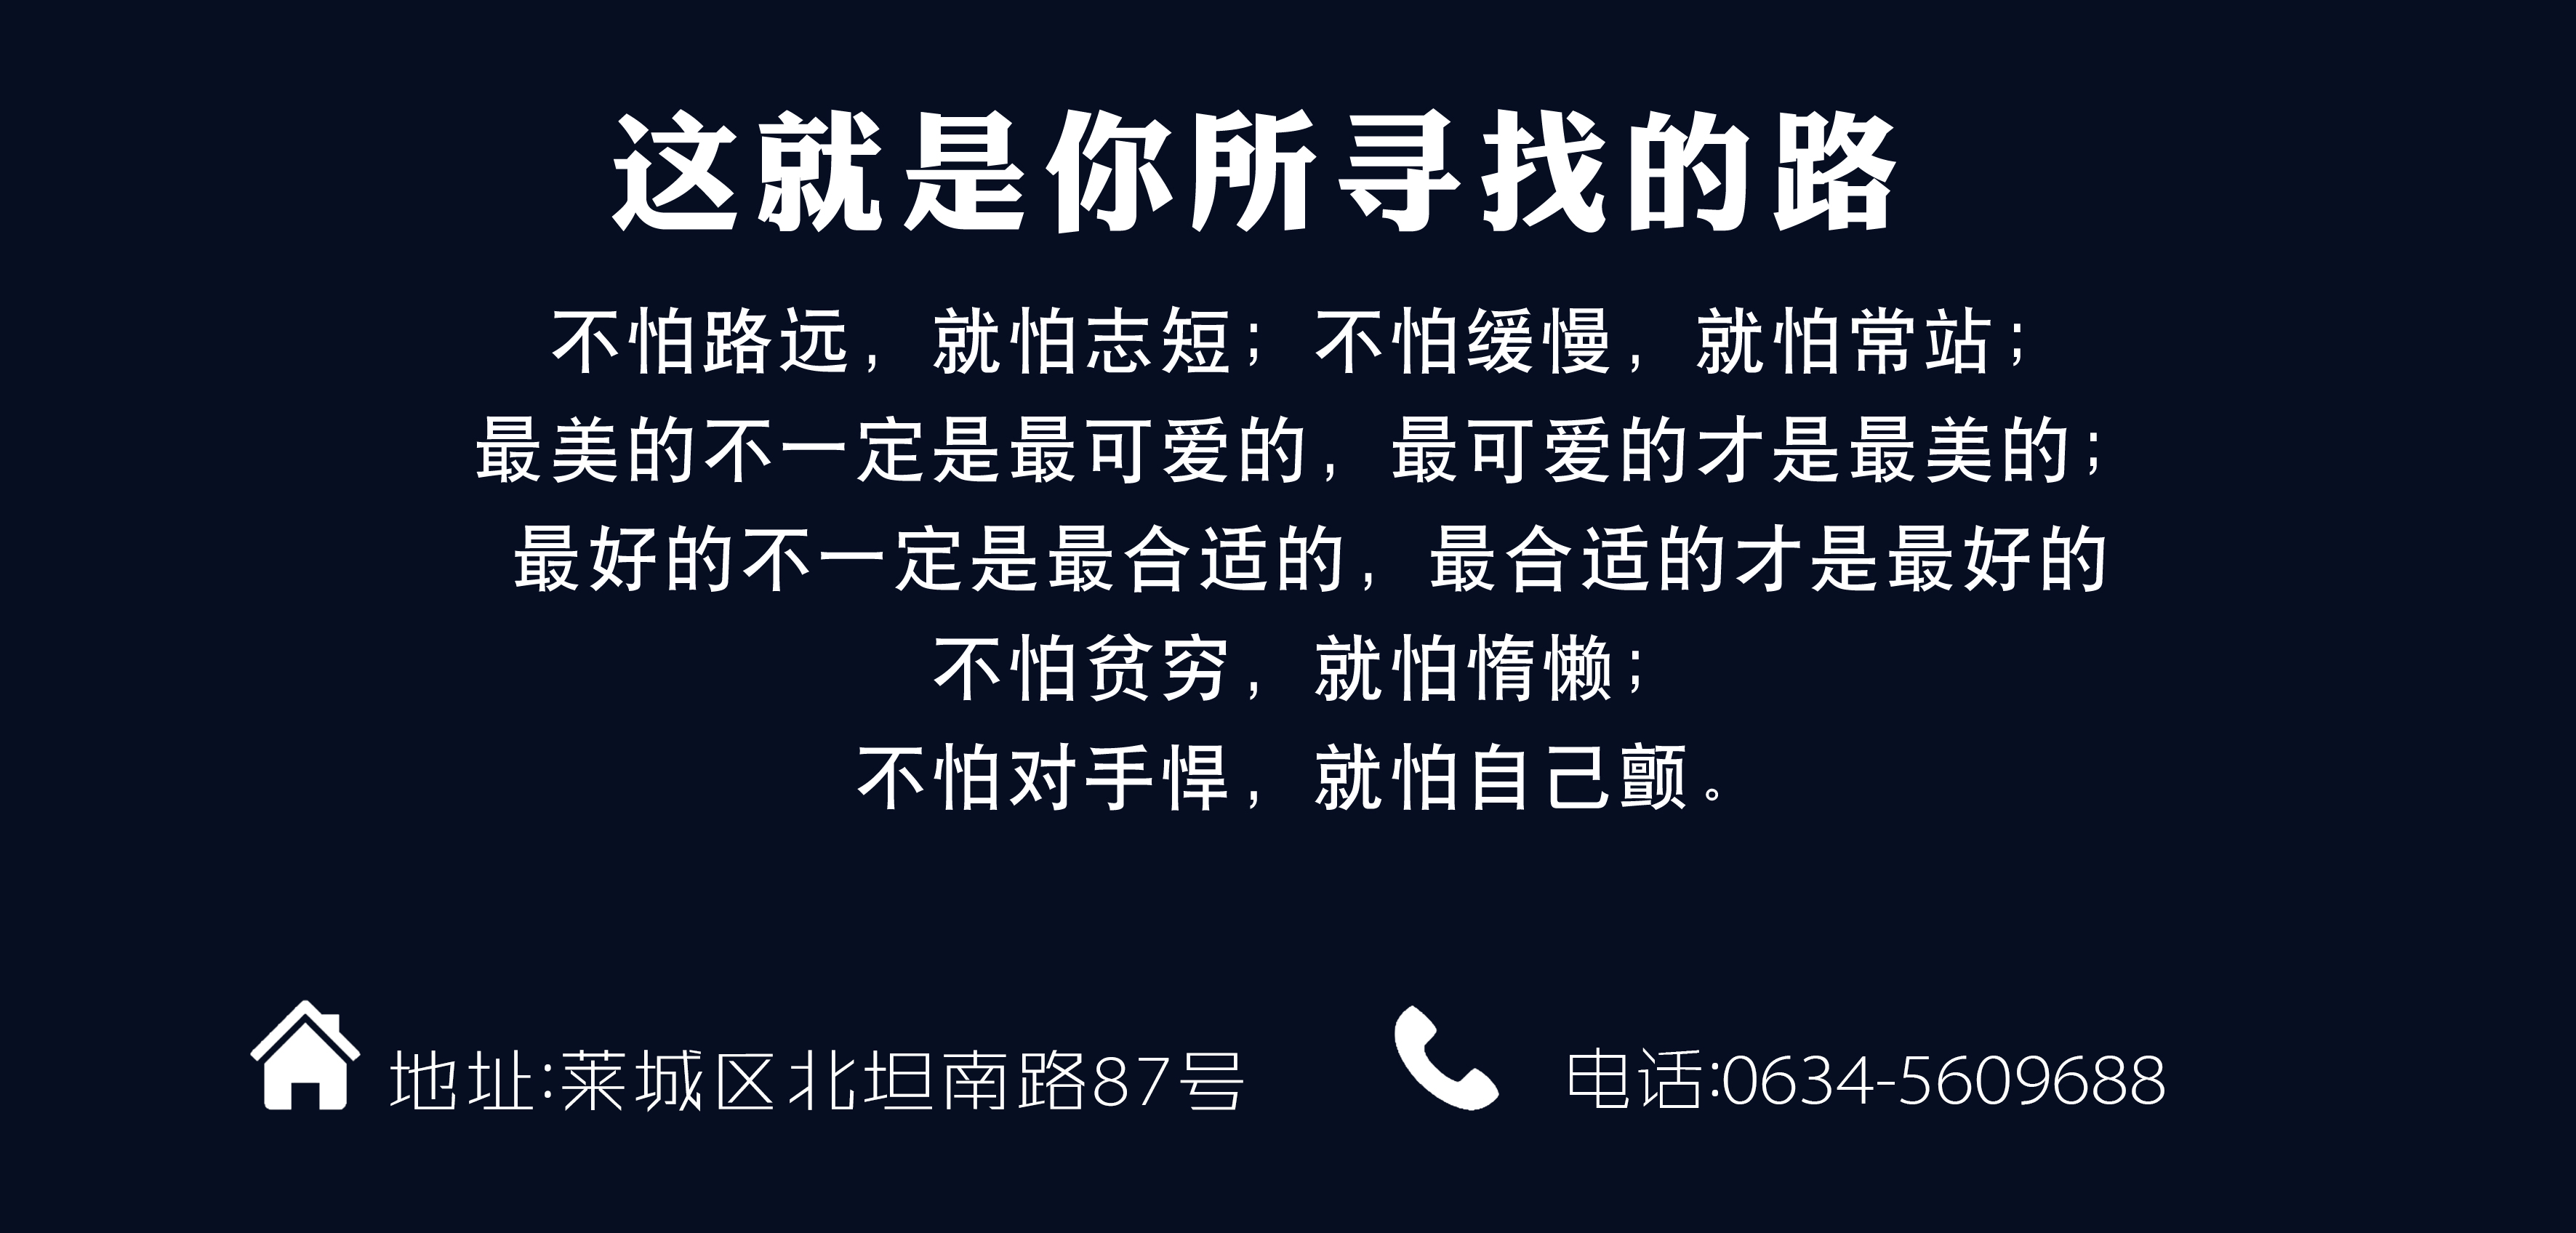 这就是你所寻找的路
不怕路远，就怕志短；不怕缓慢，就怕常站；
最美的不一定是最可爱的，最可爱的才是最美的；
最好的不一定是最合适的，最合适的才是最好的
不怕贫穷，就怕惰懒；
不怕对手悍，就怕自己颤。
地址:莱城区北坦南路87号
电话:0634-5609688